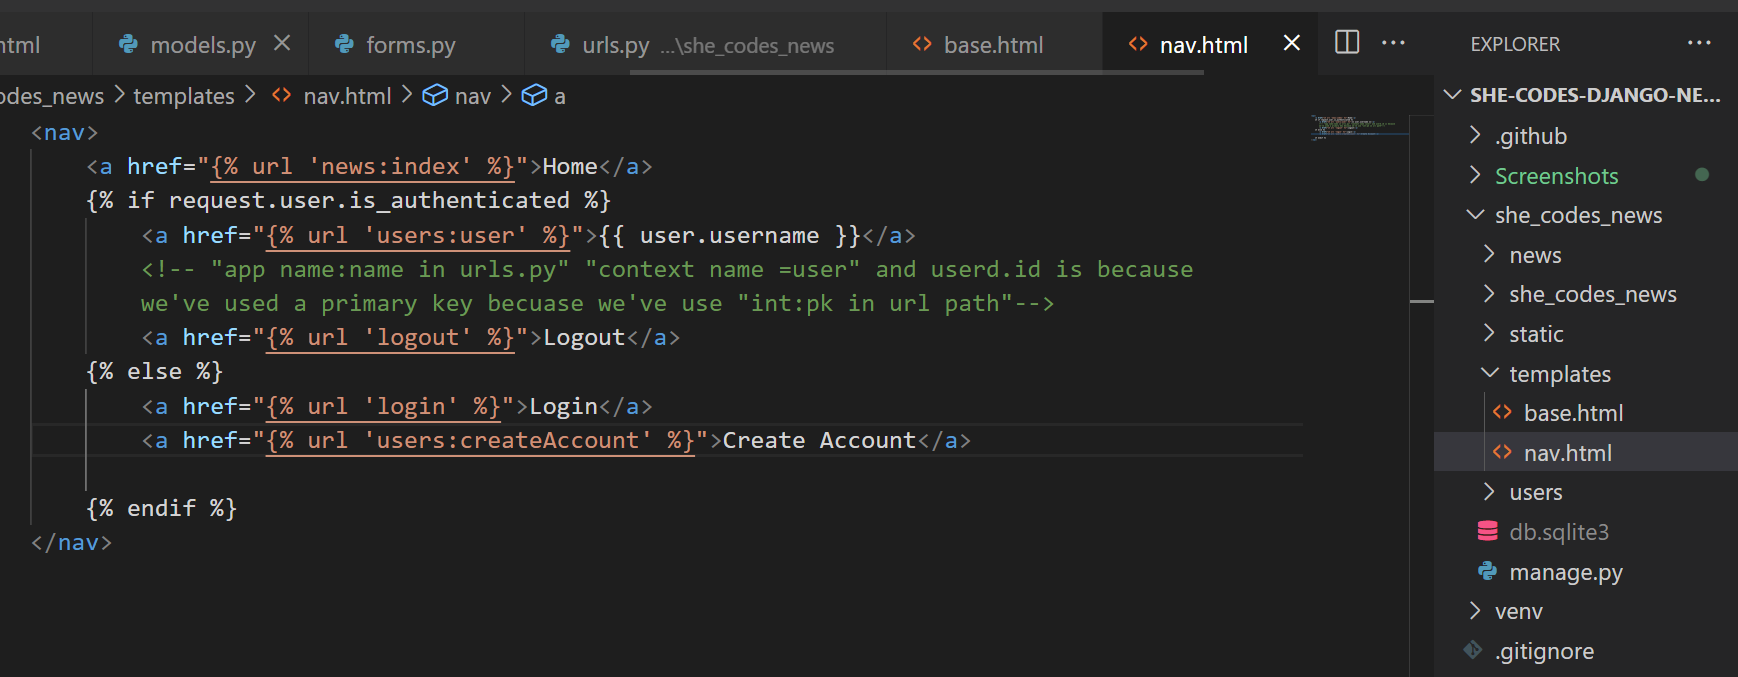 html
models.py
forms.py
urls.py ...\she_codes_news
base.html
nav.html
EXPLORER
odes_news > templates > nav.html > nav > a
<nav>
<a href="{% url 'news:index' %}">Home</a>
{% if request.user.is_authenticated %}
<a href="{% url 'users:user' %}">{{ user.username }}</a>
<!-- "app name:name in urls.py" "context name =user" and userd.id is because
we've used a primary key becuase we've use "int:pk in url path"-->
<a href="{% url 'logout' %}">Logout</a>
{% else %}
<a href="{% url 'login' %}">Login</a>
<a href="{% url 'users:createAccount' %}">Create Account</a>
{% endif %}
</nav>
SHE-CODES-DJANGO-NE...
.github
Screenshots
she_codes_news
news
she_codes_news
static
templates
base.html
nav.html
users
db.sqlite3
manage.py
venv
.gitignore